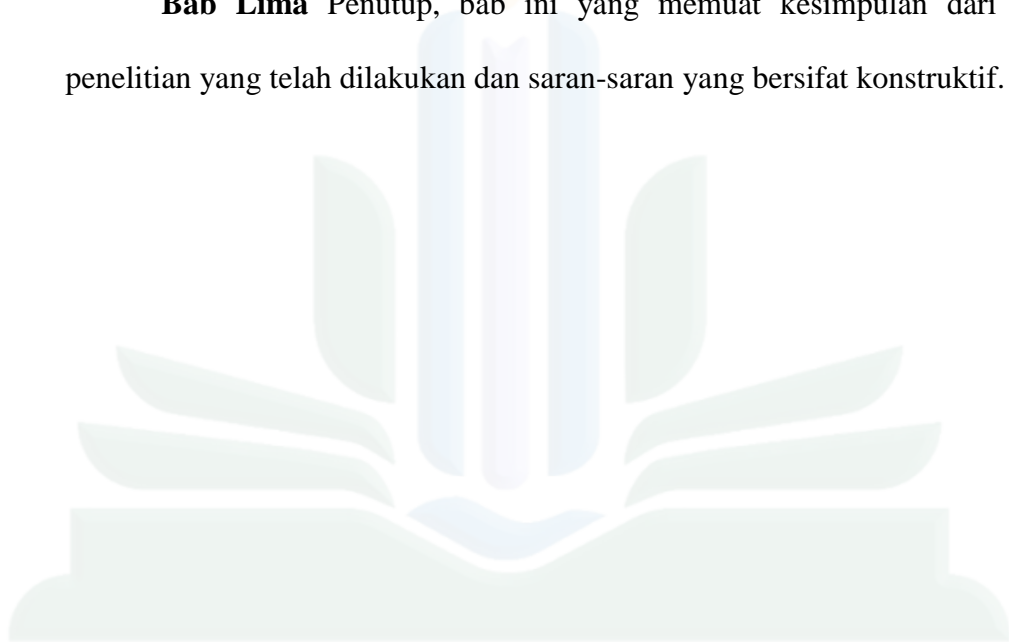 Bab Lima Penutup, bab ini yang memuat kesimpulan dari
penelitian yang telah dilakukan dan saran-saran yang bersifat konstruktif.